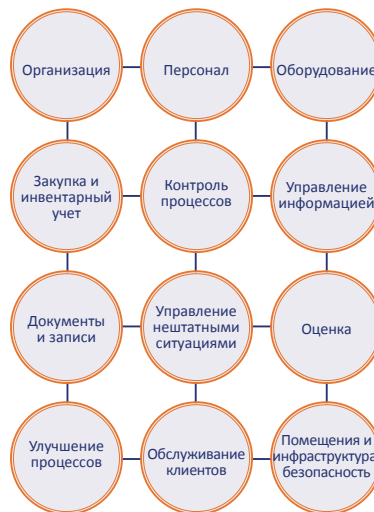 Организация
Персонал
Оборудование
Закупка и
инвентарный
учет
Контроль
процессов
Управление
информацией
Документы
и записи
Управление
нештатными
ситуациями
Оценка
Улучшение
процессов
Обслуживание
клиентов
Помещения и
инфраструктура
безопасность